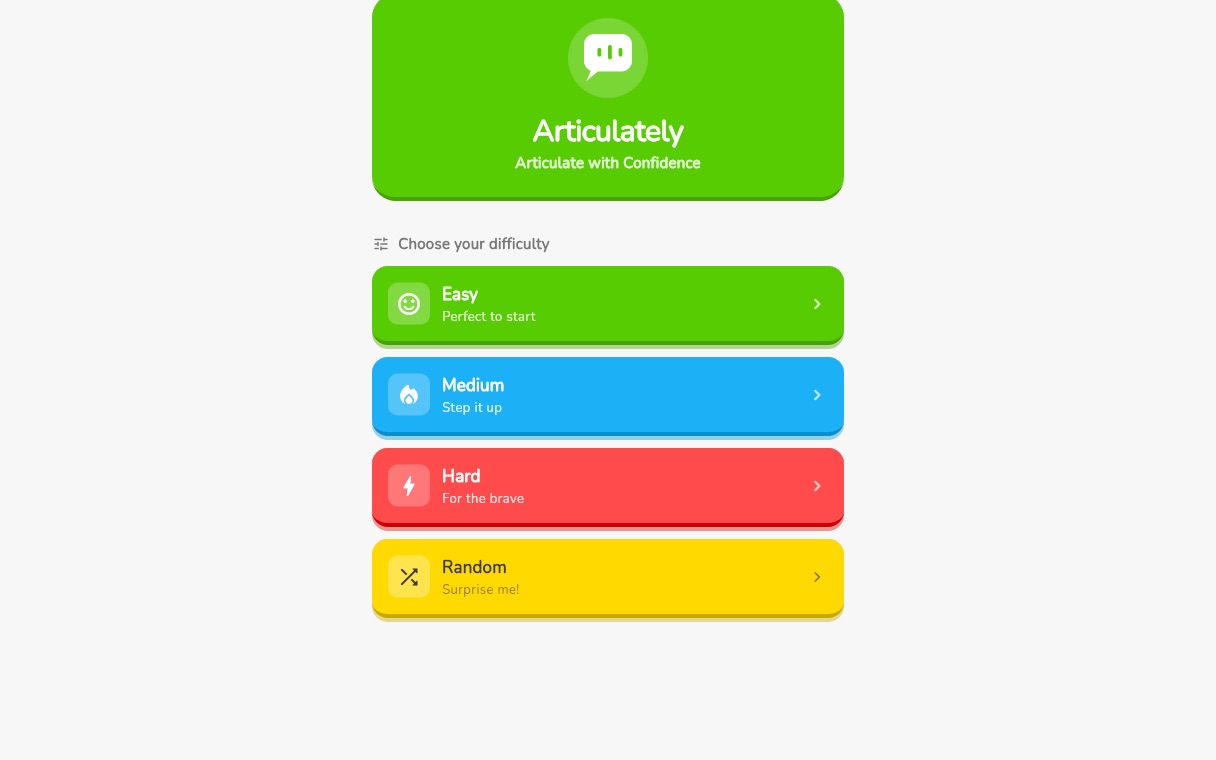 Articulately
Articulate with Confidence
Choose your difficulty
Easy
Perfect to start
Medium
Step it up
Hard
For the brave
Random
Surprise me!